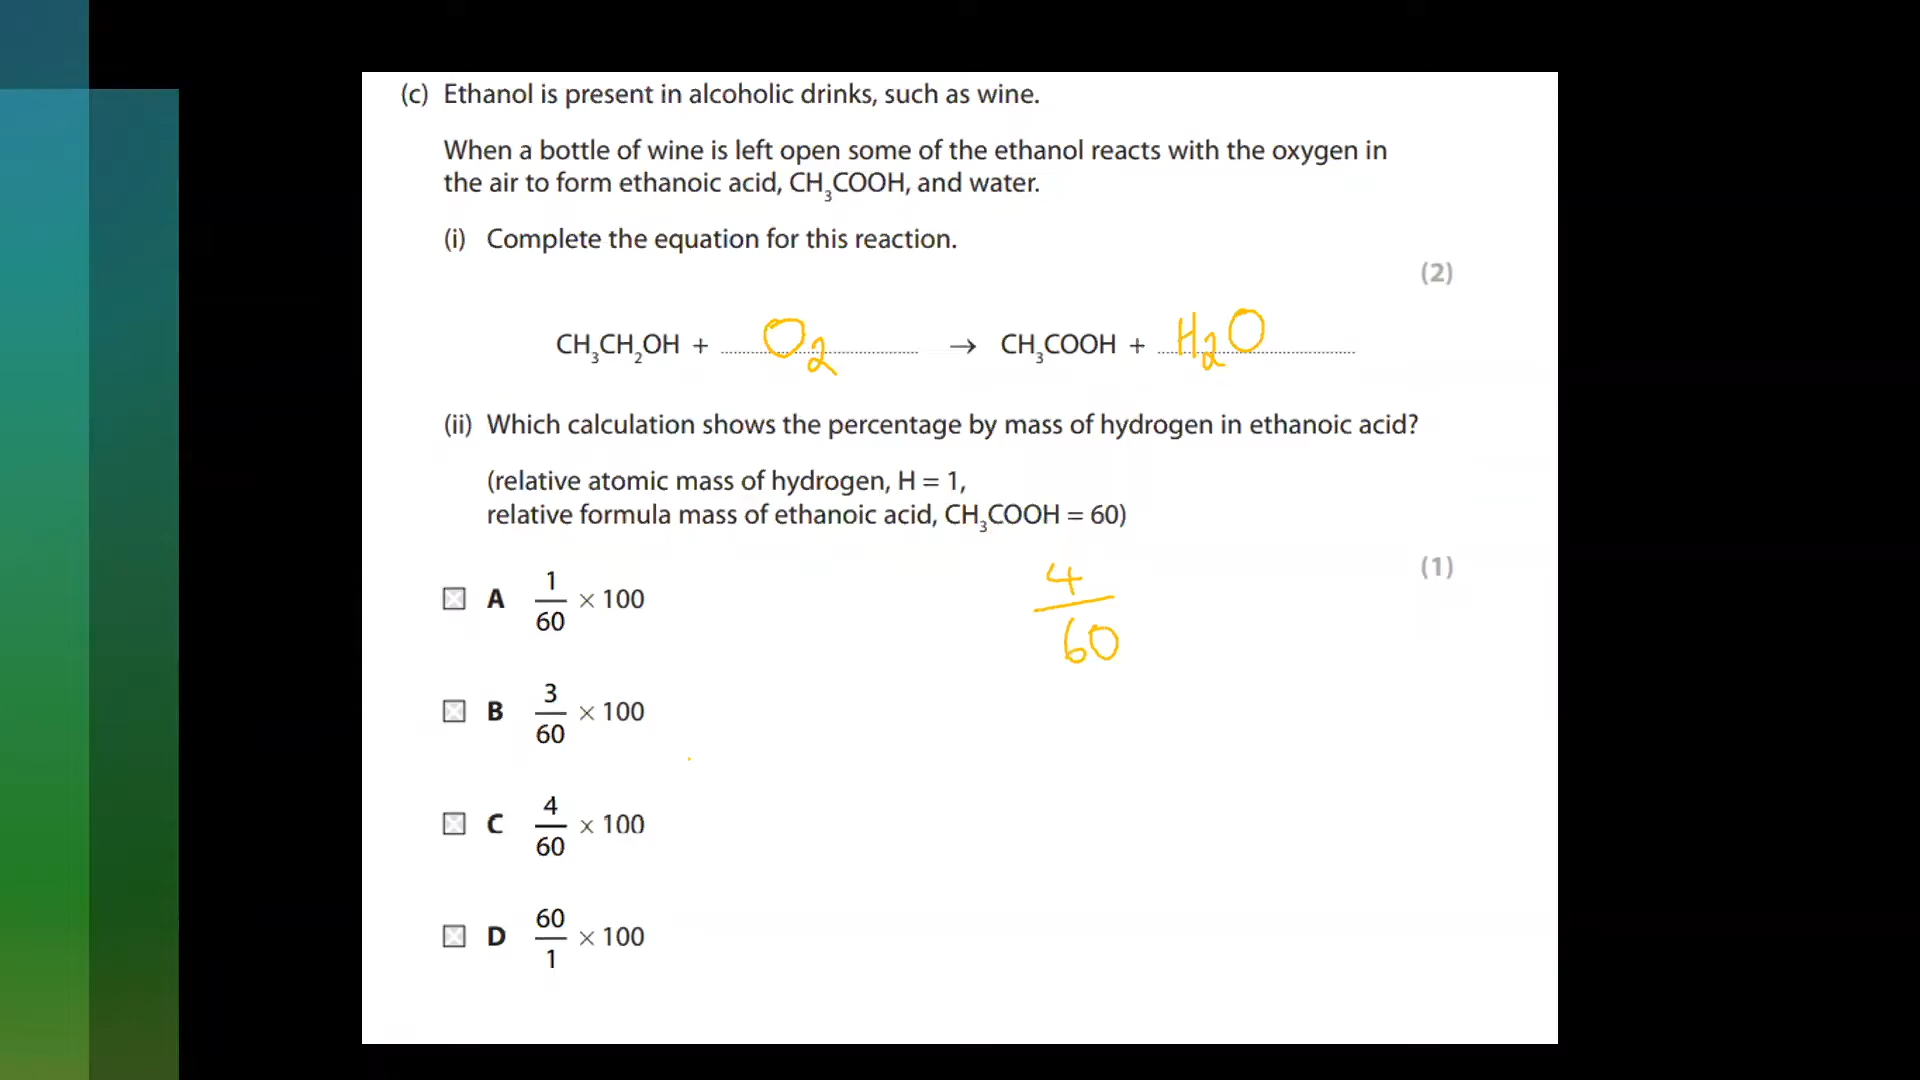 (c) Ethanol is present in alcoholic drinks, such as wine.
When a bottle of wine is left open some of the ethanol reacts with the oxygen in
the air to form ethanoic acid, CH₃COOH, and water.
(i) Complete the equation for this reaction.
(2)
CH₃CH₂OH + O₂ → CH₃COOH + H₂O
(ii) Which calculation shows the percentage by mass of hydrogen in ethanoic acid?
(relative atomic mass of hydrogen, H = 1,
relative formula mass of ethanoic acid, CH₃COOH = 60)
(1)
4/60
A 1/60 × 100
B 3/60 × 100
C 4/60 × 100
D 60/1 × 100